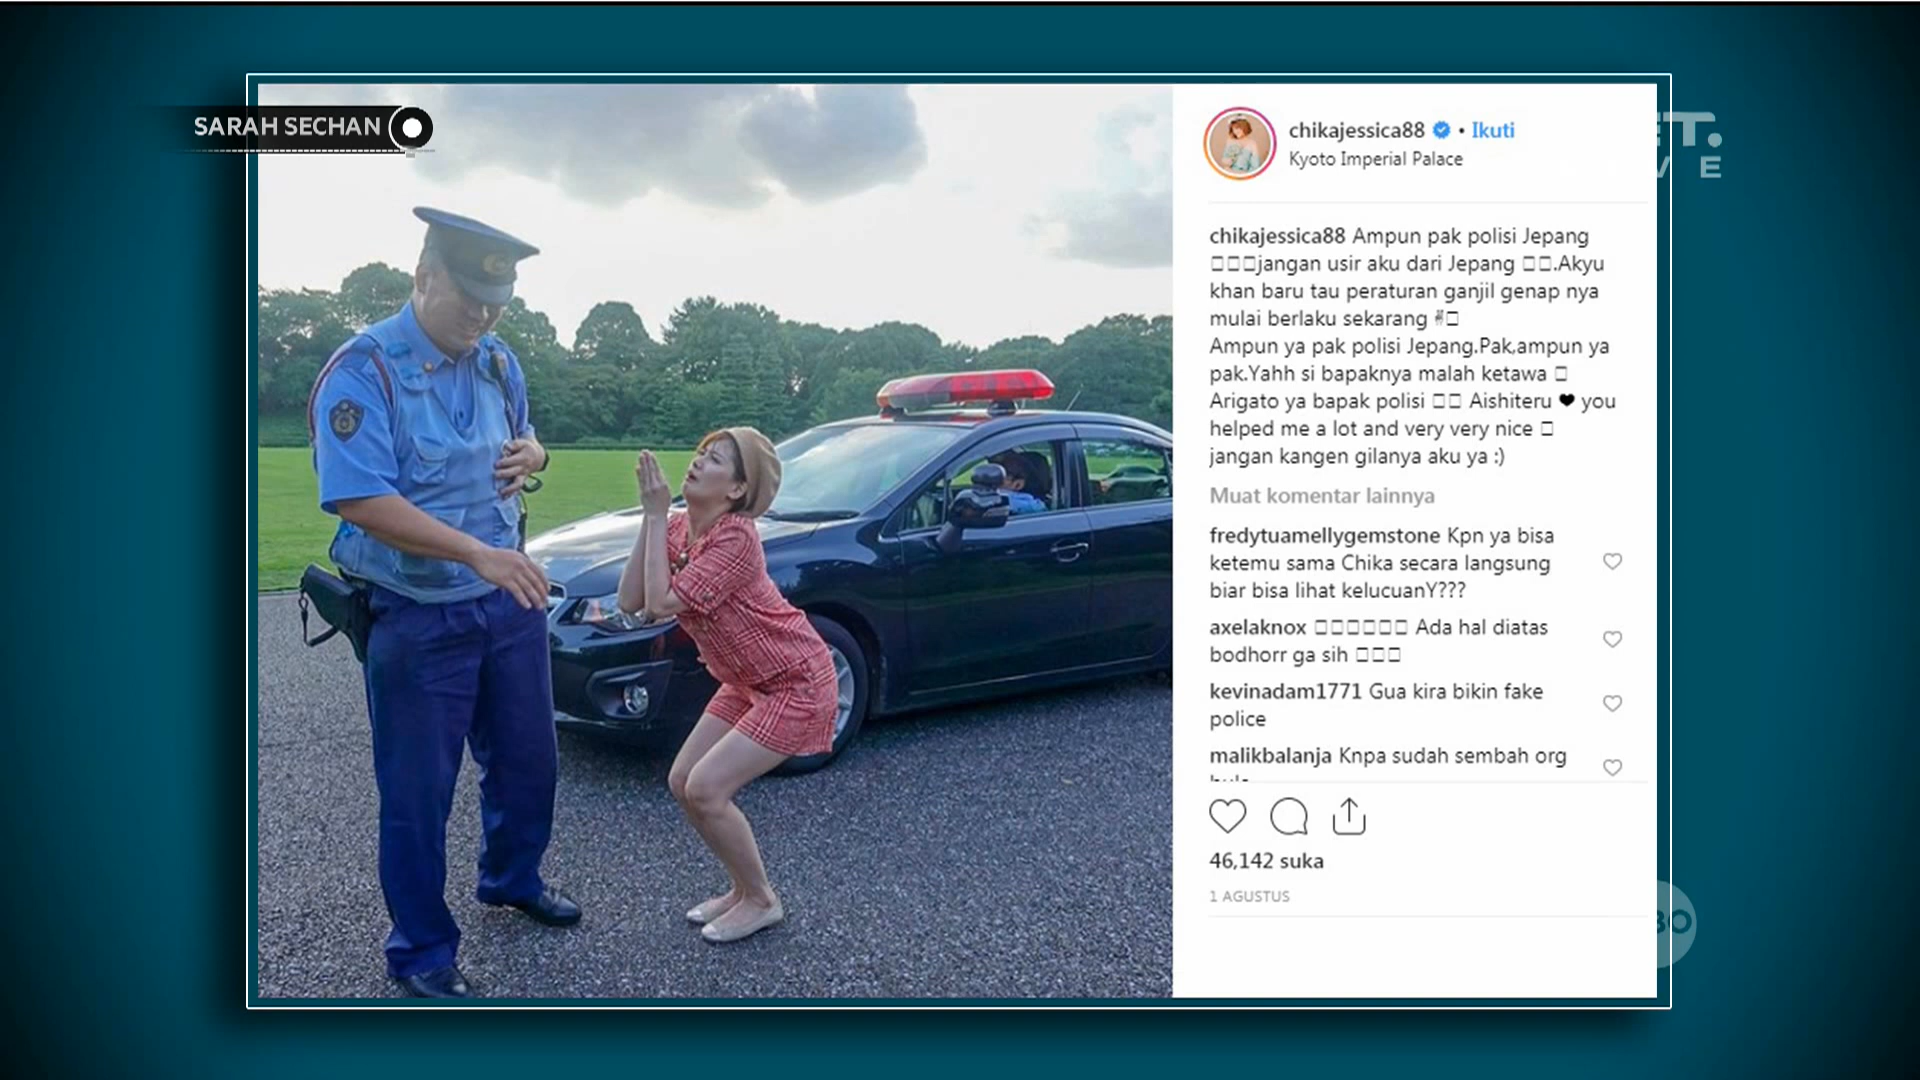 SARAH SECHAN
chikajessica88 • Ikuti
Kyoto Imperial Palace
chikajessica88 Ampun pak polisi Jepang
jangan usir aku dari Jepang .Akyu
khan baru tau peraturan ganjil genap nya
mulai berlaku sekarang ✌
Ampun ya pak polisi Jepang.Pak,ampun ya
pak.Yahh si bapaknya malah ketawa
Arigato ya bapak polisi Aishiteru ❤ you
helped me a lot and very very nice
jangan kangen gilanya aku ya :)
Muat komentar lainnya
fredytuamellygemstone Kpn ya bisa
ketemu sama Chika secara langsung
biar bisa lihat kelucuanY???
axelaknox Ada hal diatas
bodhorr ga sih
kevinadam1771 Gua kira bikin fake
police
malikbalanja Knpa sudah sembah org
46,142 suka
1 AGUSTUS